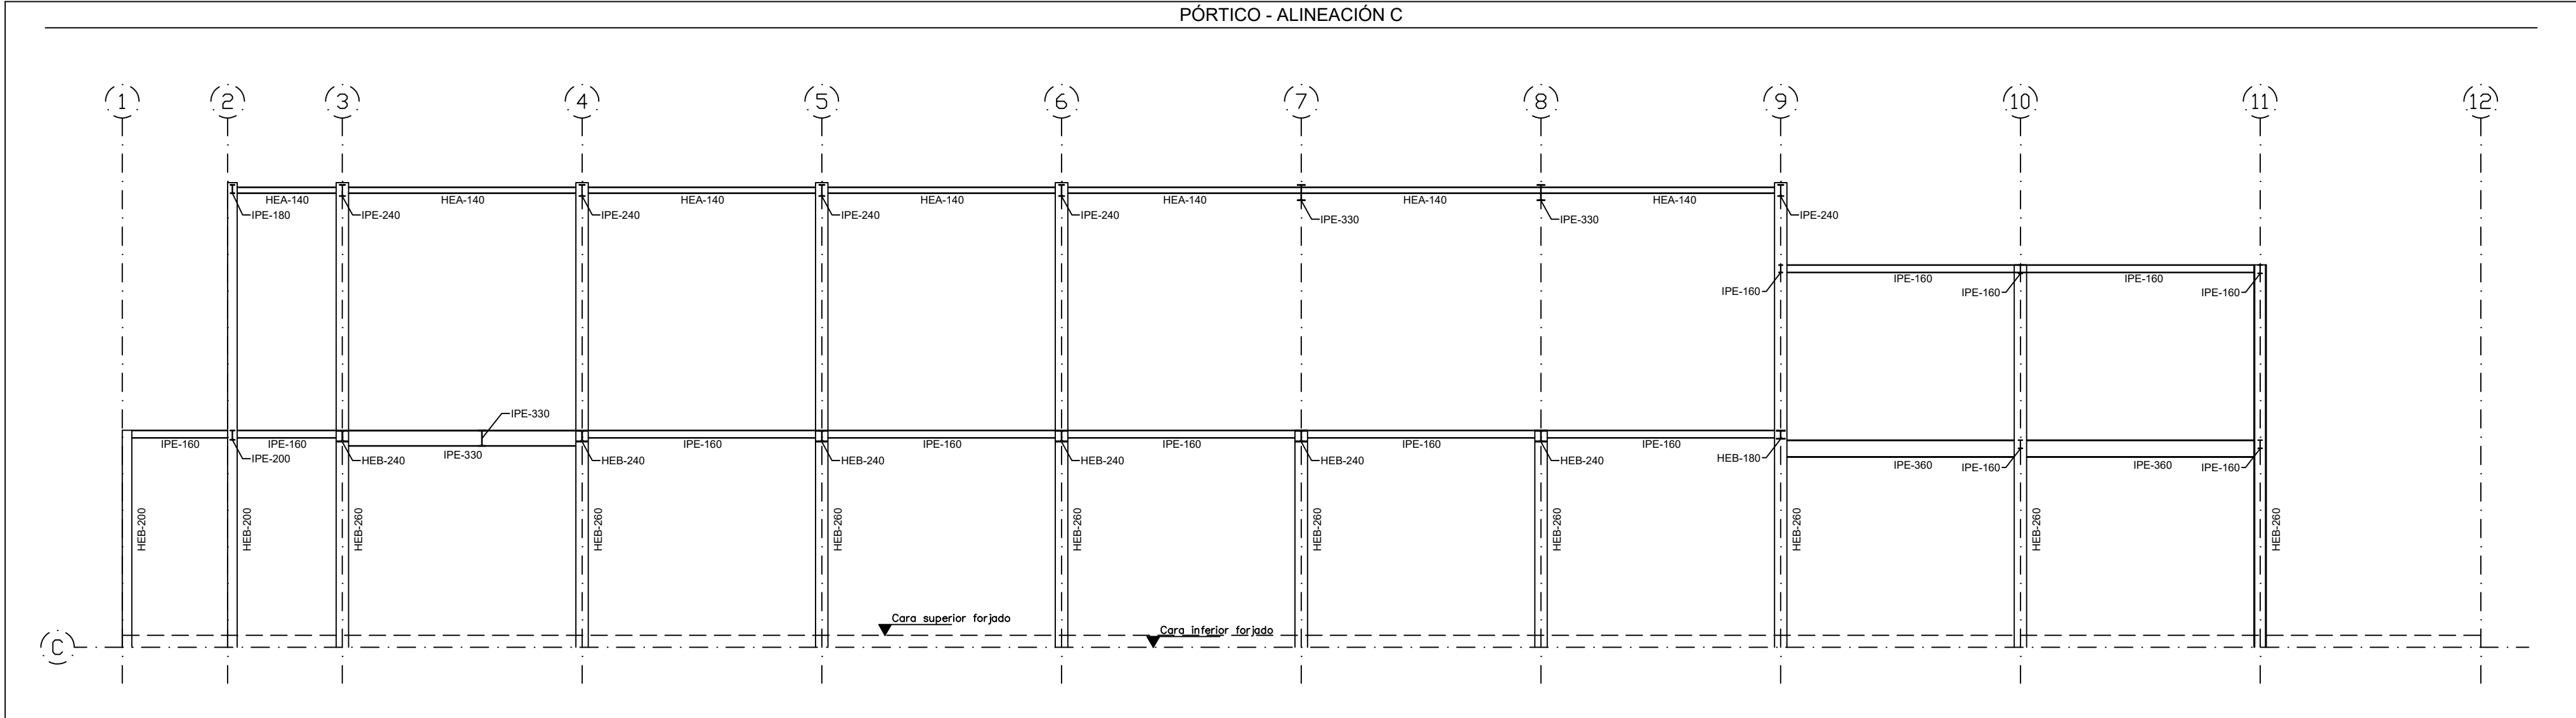 PÓRTICO - ALINEACIÓN C
1 2 3 4 5 6 7 8 9 10 11 12
HEA-140 HEA-140 HEA-140 HEA-140 HEA-140 HEA-140 HEA-140
IPE-180 IPE-240 IPE-240 IPE-240 IPE-240 IPE-330 IPE-330 IPE-240
IPE-160 IPE-160
IPE-160 IPE-160 IPE-160
IPE-330
IPE-160 IPE-160 IPE-160 IPE-160 IPE-160 IPE-160 IPE-160
IPE-330
IPE-200 HEB-240 HEB-240 HEB-240 HEB-240 HEB-240 HEB-240 HEB-180
IPE-360 IPE-160 IPE-360 IPE-160
HEB-200 HEB-200 HEB-260 HEB-260 HEB-260 HEB-260 HEB-260 HEB-260 HEB-260 HEB-260 HEB-260
Cara superior forjado
Cara inferior forjado
C